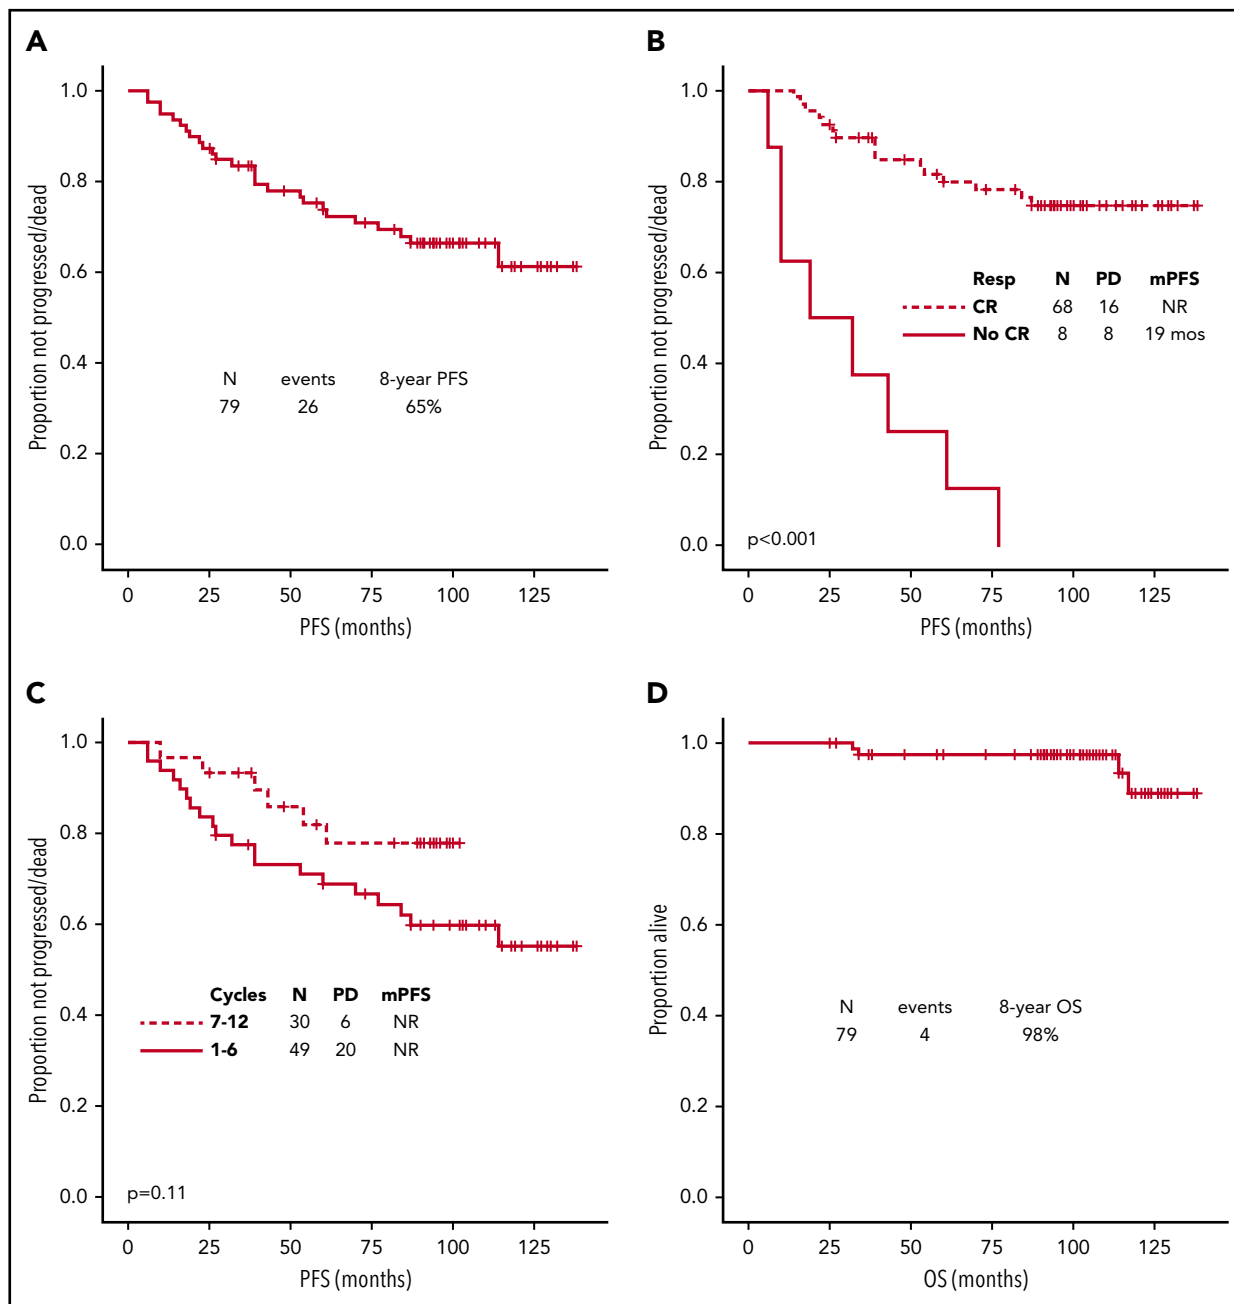 A
Proportion not progressed/dead
1.0
0.8
0.6
0.4
0.2
0.0
N events 8-year PFS
79 26 65%
0 25 50 75 100 125
PFS (months)
B
Proportion not progressed/dead
1.0
0.8
0.6
0.4
0.2
0.0
Resp N PD mPFS
CR 68 16 NR
No CR 8 8 19 mos
p<0.001
0 25 50 75 100 125
PFS (months)
C
Proportion not progressed/dead
1.0
0.8
0.6
0.4
0.2
0.0
Cycles N PD mPFS
7-12 30 6 NR
1-6 49 20 NR
p=0.11
0 25 50 75 100 125
PFS (months)
D
Proportion alive
1.0
0.8
0.6
0.4
0.2
0.0
N events 8-year OS
79 4 98%
0 25 50 75 100 125
OS (months)